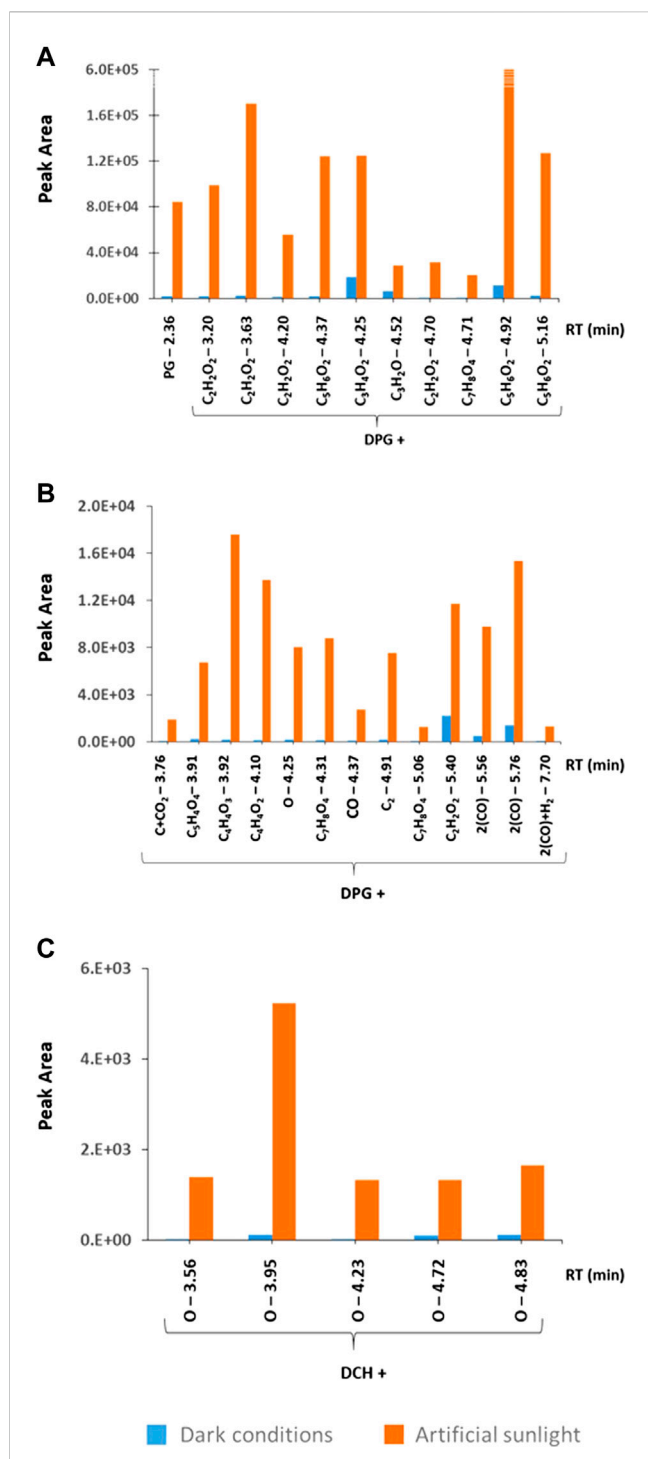 A
Peak Area
6.0E+05
1.6E+05
1.2E+05
8.0E+04
4.0E+04
0.0E+00
PG – 2.36
C₂H₂O₂ – 3.20
C₂H₂O₂ – 3.63
C₂H₂O₂ – 4.20
C₅H₆O₂ – 4.37
C₃H₄O₂ – 4.25
C₃H₂O – 4.52
C₂H₂O₂ – 4.70
C₇H₈O₄ – 4.71
C₅H₆O₂ – 4.92
C₅H₆O₂ – 5.16
RT (min)
DPG +
B
Peak Area
2.0E+04
1.6E+04
1.2E+04
8.0E+03
4.0E+03
0.0E+00
C+CO₂ – 3.76
C₅H₄O₄ – 3.91
C₄H₄O₃ – 3.92
C₄H₄O₂ – 4.10
O – 4.25
C₇H₈O₄ – 4.31
CO – 4.37
C₂ – 4.91
C₇H₈O₄ – 5.06
C₂H₂O₂ – 5.40
2(CO) – 5.56
2(CO) – 5.76
2(CO)+H₂ – 7.70
RT (min)
DPG +
C
Peak Area
6.E+03
4.E+03
2.E+03
0.E+00
O – 3.56
O – 3.95
O – 4.23
O – 4.72
O – 4.83
RT (min)
DCH +
Dark conditions
Artificial sunlight